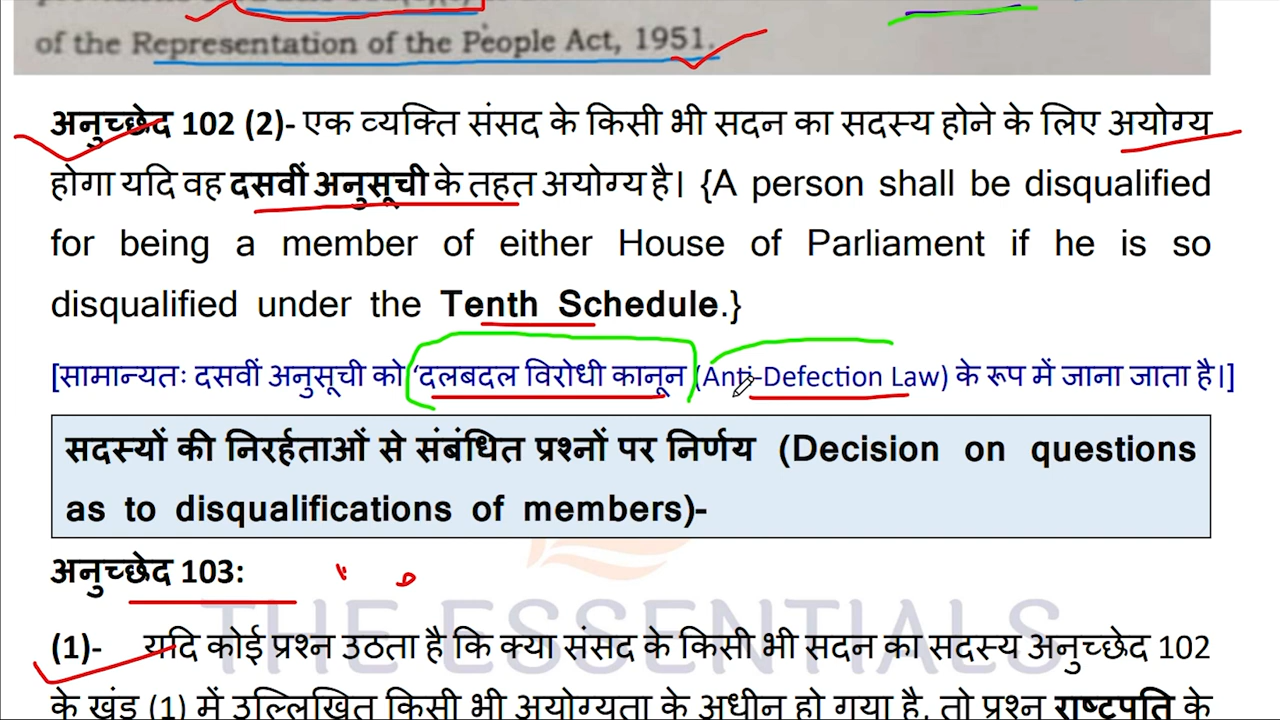 of the Representation of the People Act, 1951.
अनुच्छेद 102 (2)- एक व्यक्ति संसद के किसी भी सदन का सदस्य होने के लिए अयोग्य
होगा यदि वह दसवीं अनुसूची के तहत अयोग्य है। {A person shall be disqualified
for being a member of either House of Parliament if he is so
disqualified under the Tenth Schedule.}
[सामान्यतः दसवीं अनुसूची को 'दलबदल विरोधी कानून (Anti-Defection Law) के रूप में जाना जाता है।]
सदस्यों की निरर्हताओं से संबंधित प्रश्नों पर निर्णय (Decision on questions
as to disqualifications of members)-
अनुच्छेद 103:
THE ESSENTIALS
(1)- यदि कोई प्रश्न उठता है कि क्या संसद के किसी भी सदन का सदस्य अनुच्छेद 102
के खंड (1) में उल्लिखित किसी भी अयोग्यता के अधीन हो गया है, तो प्रश्न राष्ट्रपति के